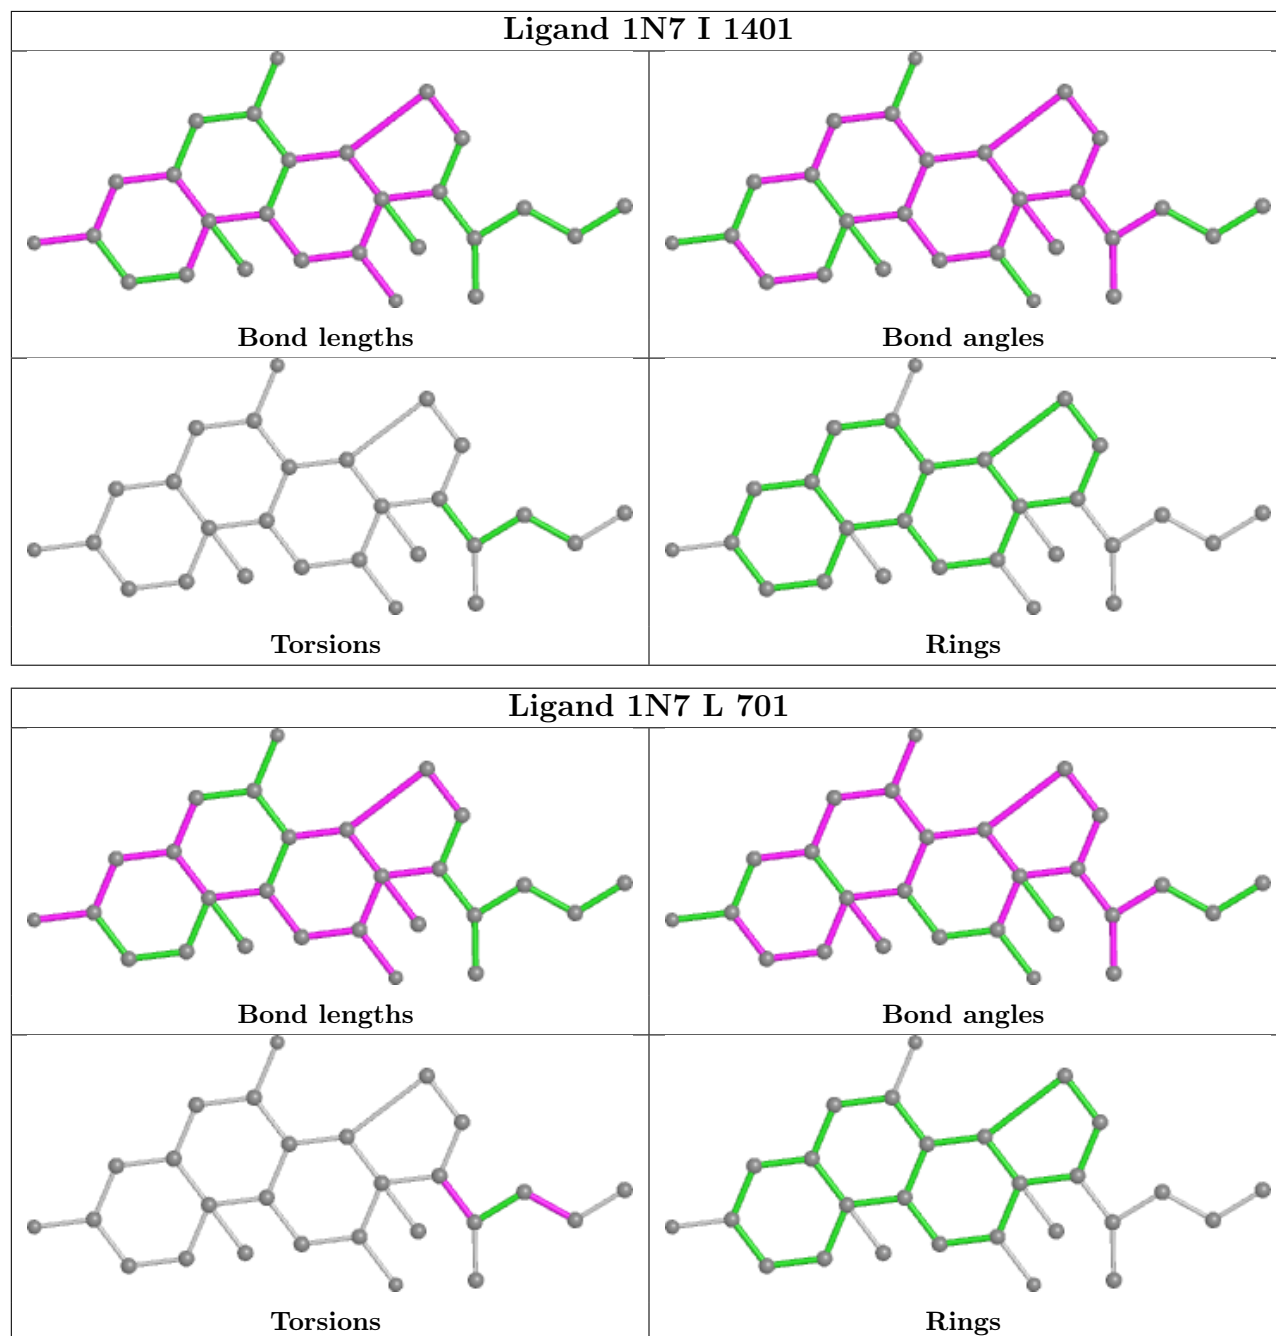 Ligand 1N7 I 1401
Bond lengths
Bond angles
Torsions
Rings
Ligand 1N7 L 701
Bond lengths
Bond angles
Torsions
Rings